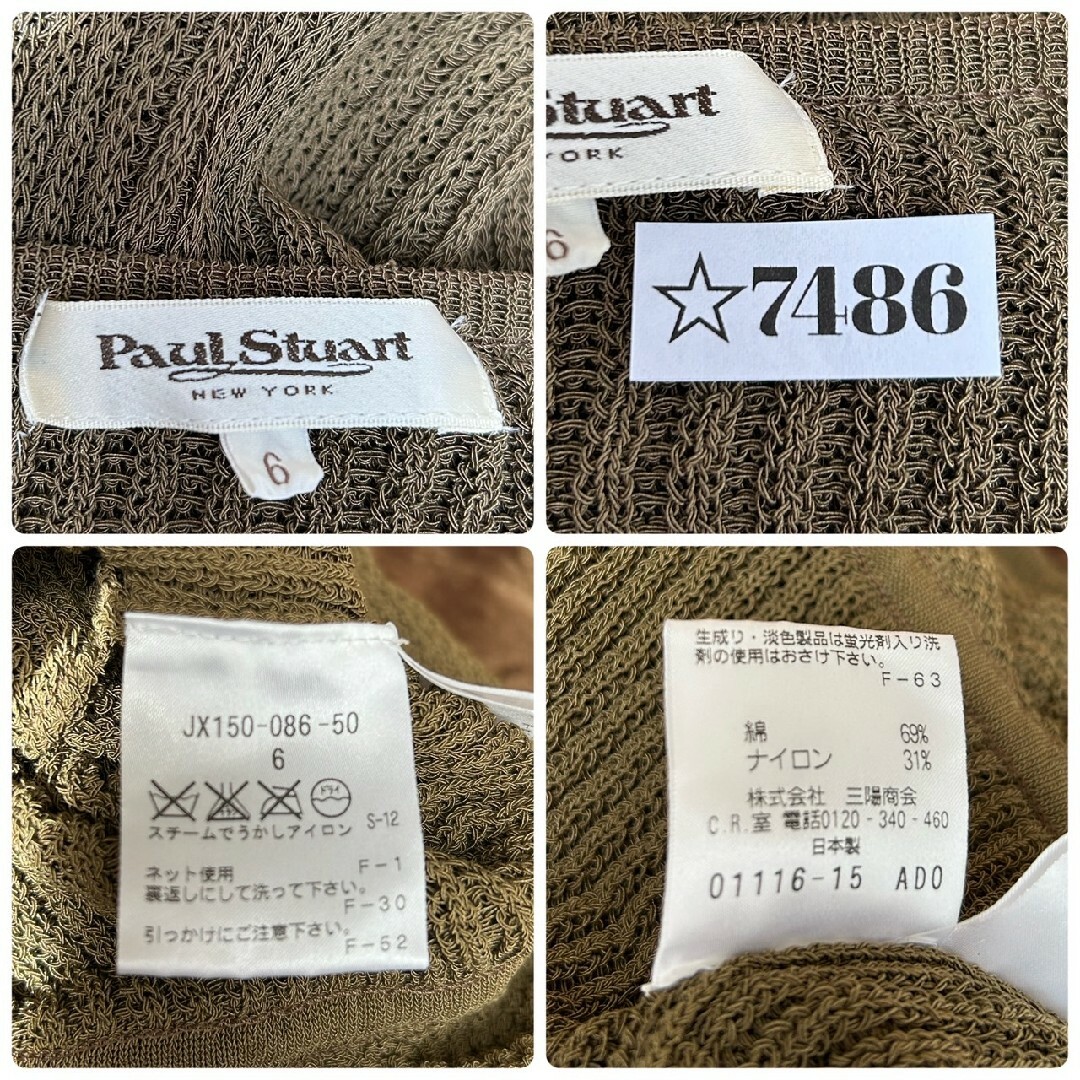 Paul Stuart
NEW YORK
6
Stuart
YORK
6
☆7486
JX150-086-50
6
スチームでうかしアイロン S-12
ネット使用 F-1
裏返しにして洗って下さい。
F-30
引っかけにご注意下さい。
F-52
生成り・淡色製品は蛍光剤入り洗
剤の使用はおさけ下さい。
F-63
綿 69%
ナイロン 31%
株式会社 三陽商会
C.R.室 電話0120-340-460
日本製
01116-15 AD0